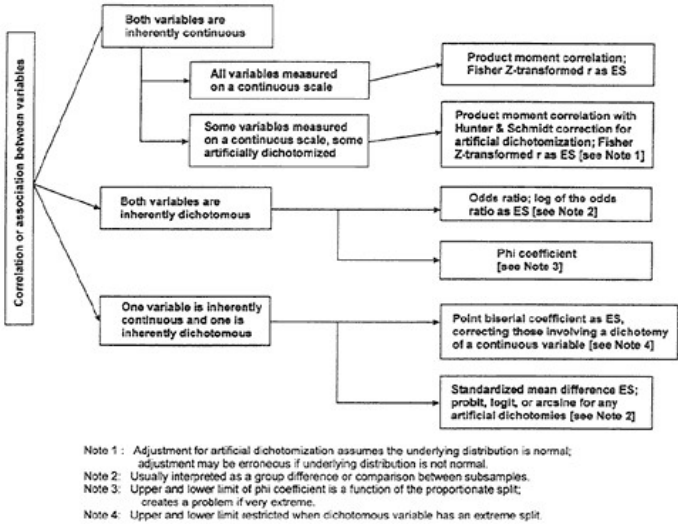 Correlation or association between variables
Both variables are
inherently continuous
All variables measured
on a continuous scale
Product moment correlation;
Fisher Z-transformed r as ES
Some variables measured
on a continuous scale, some
artificially dichotomized
Product moment correlation with
Hunter & Schmidt correction for
artificial dichotomization; Fisher
Z-transformed r as ES [see Note 1]
Both variables are
inherently dichotomous
Odds ratio; log of the odds
ratio as ES [see Note 2]
Phi coefficient
[see Note 3]
One variable is inherently
continuous and one is
inherently dichotomous
Point biserial coefficient as ES,
correcting those involving a dichotomy
of a continuous variable [see Note 4]
Standardized mean difference ES;
probit, logit, or arcsine for any
artificial dichotomies [see Note 2]
Note 1 : Adjustment for artificial dichotomization assumes the underlying distribution is normal;
adjustment may be erroneous if underlying distribution is not normal.
Note 2: Usually interpreted as a group difference or comparison between subsamples.
Note 3: Upper and lower limit of phi coefficient is a function of the proportionate split;
creates a problem if very extreme.
Note 4: Upper and lower limit restricted when dichotomous variable has an extreme split.